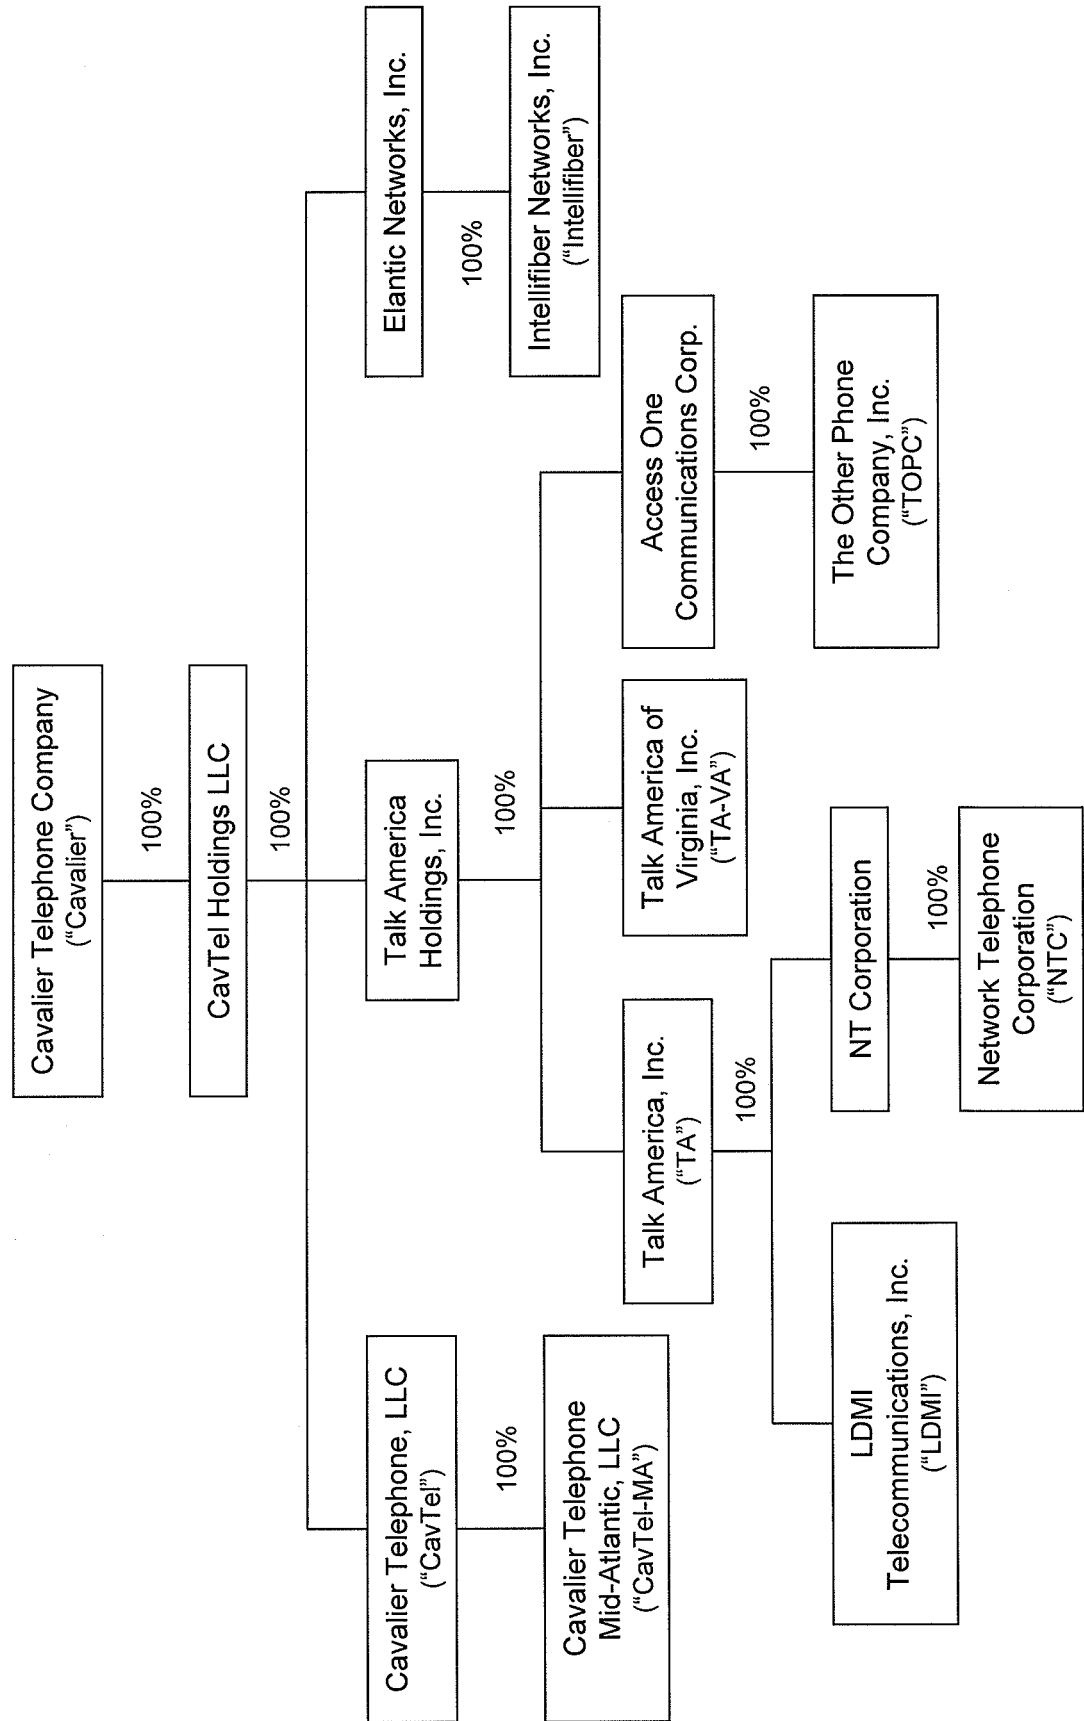 Cavalier Telephone Company
(“Cavalier”)
100%
CavTel Holdings LLC
100%
Cavalier Telephone, LLC
(“CavTel”)
100%
Cavalier Telephone
Mid-Atlantic, LLC
(“CavTel-MA”)
Talk America
Holdings, Inc.
100%
Talk America, Inc.
(“TA”)
100%
LDMI
Telecommunications, Inc.
(“LDMI”)
NT Corporation
100%
Network Telephone
Corporation
(“NTC”)
Talk America of
Virginia, Inc.
(“TA-VA”)
Access One
Communications Corp.
100%
The Other Phone
Company, Inc.
(“TOPC”)
Elantic Networks, Inc.
100%
Intellifiber Networks, Inc.
(“Intellifiber”)